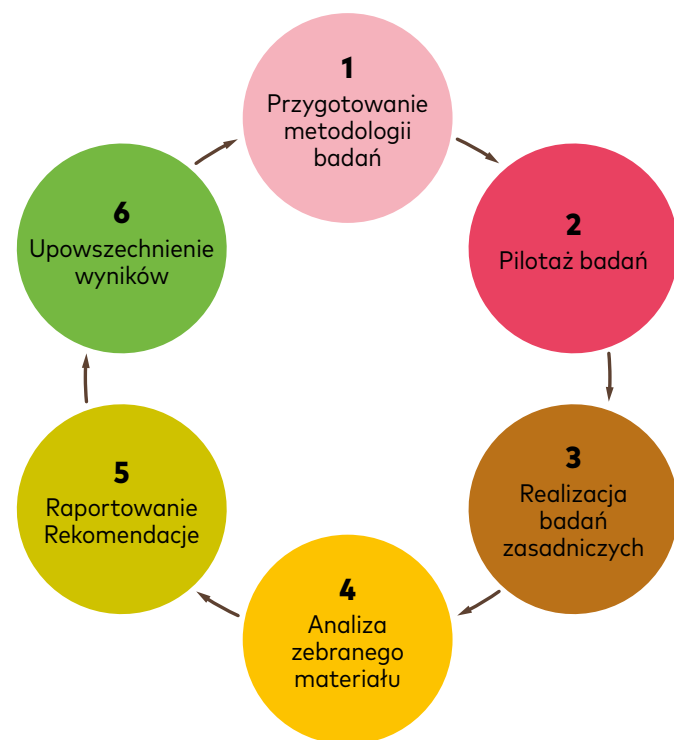 1
Przygotowanie
metodologii
badań
2
Pilotaż badań
3
Realizacja
badań
zasadniczych
4
Analiza
zebranego
materiału
5
Raportowanie
Rekomendacje
6
Upowszechnienie
wyników